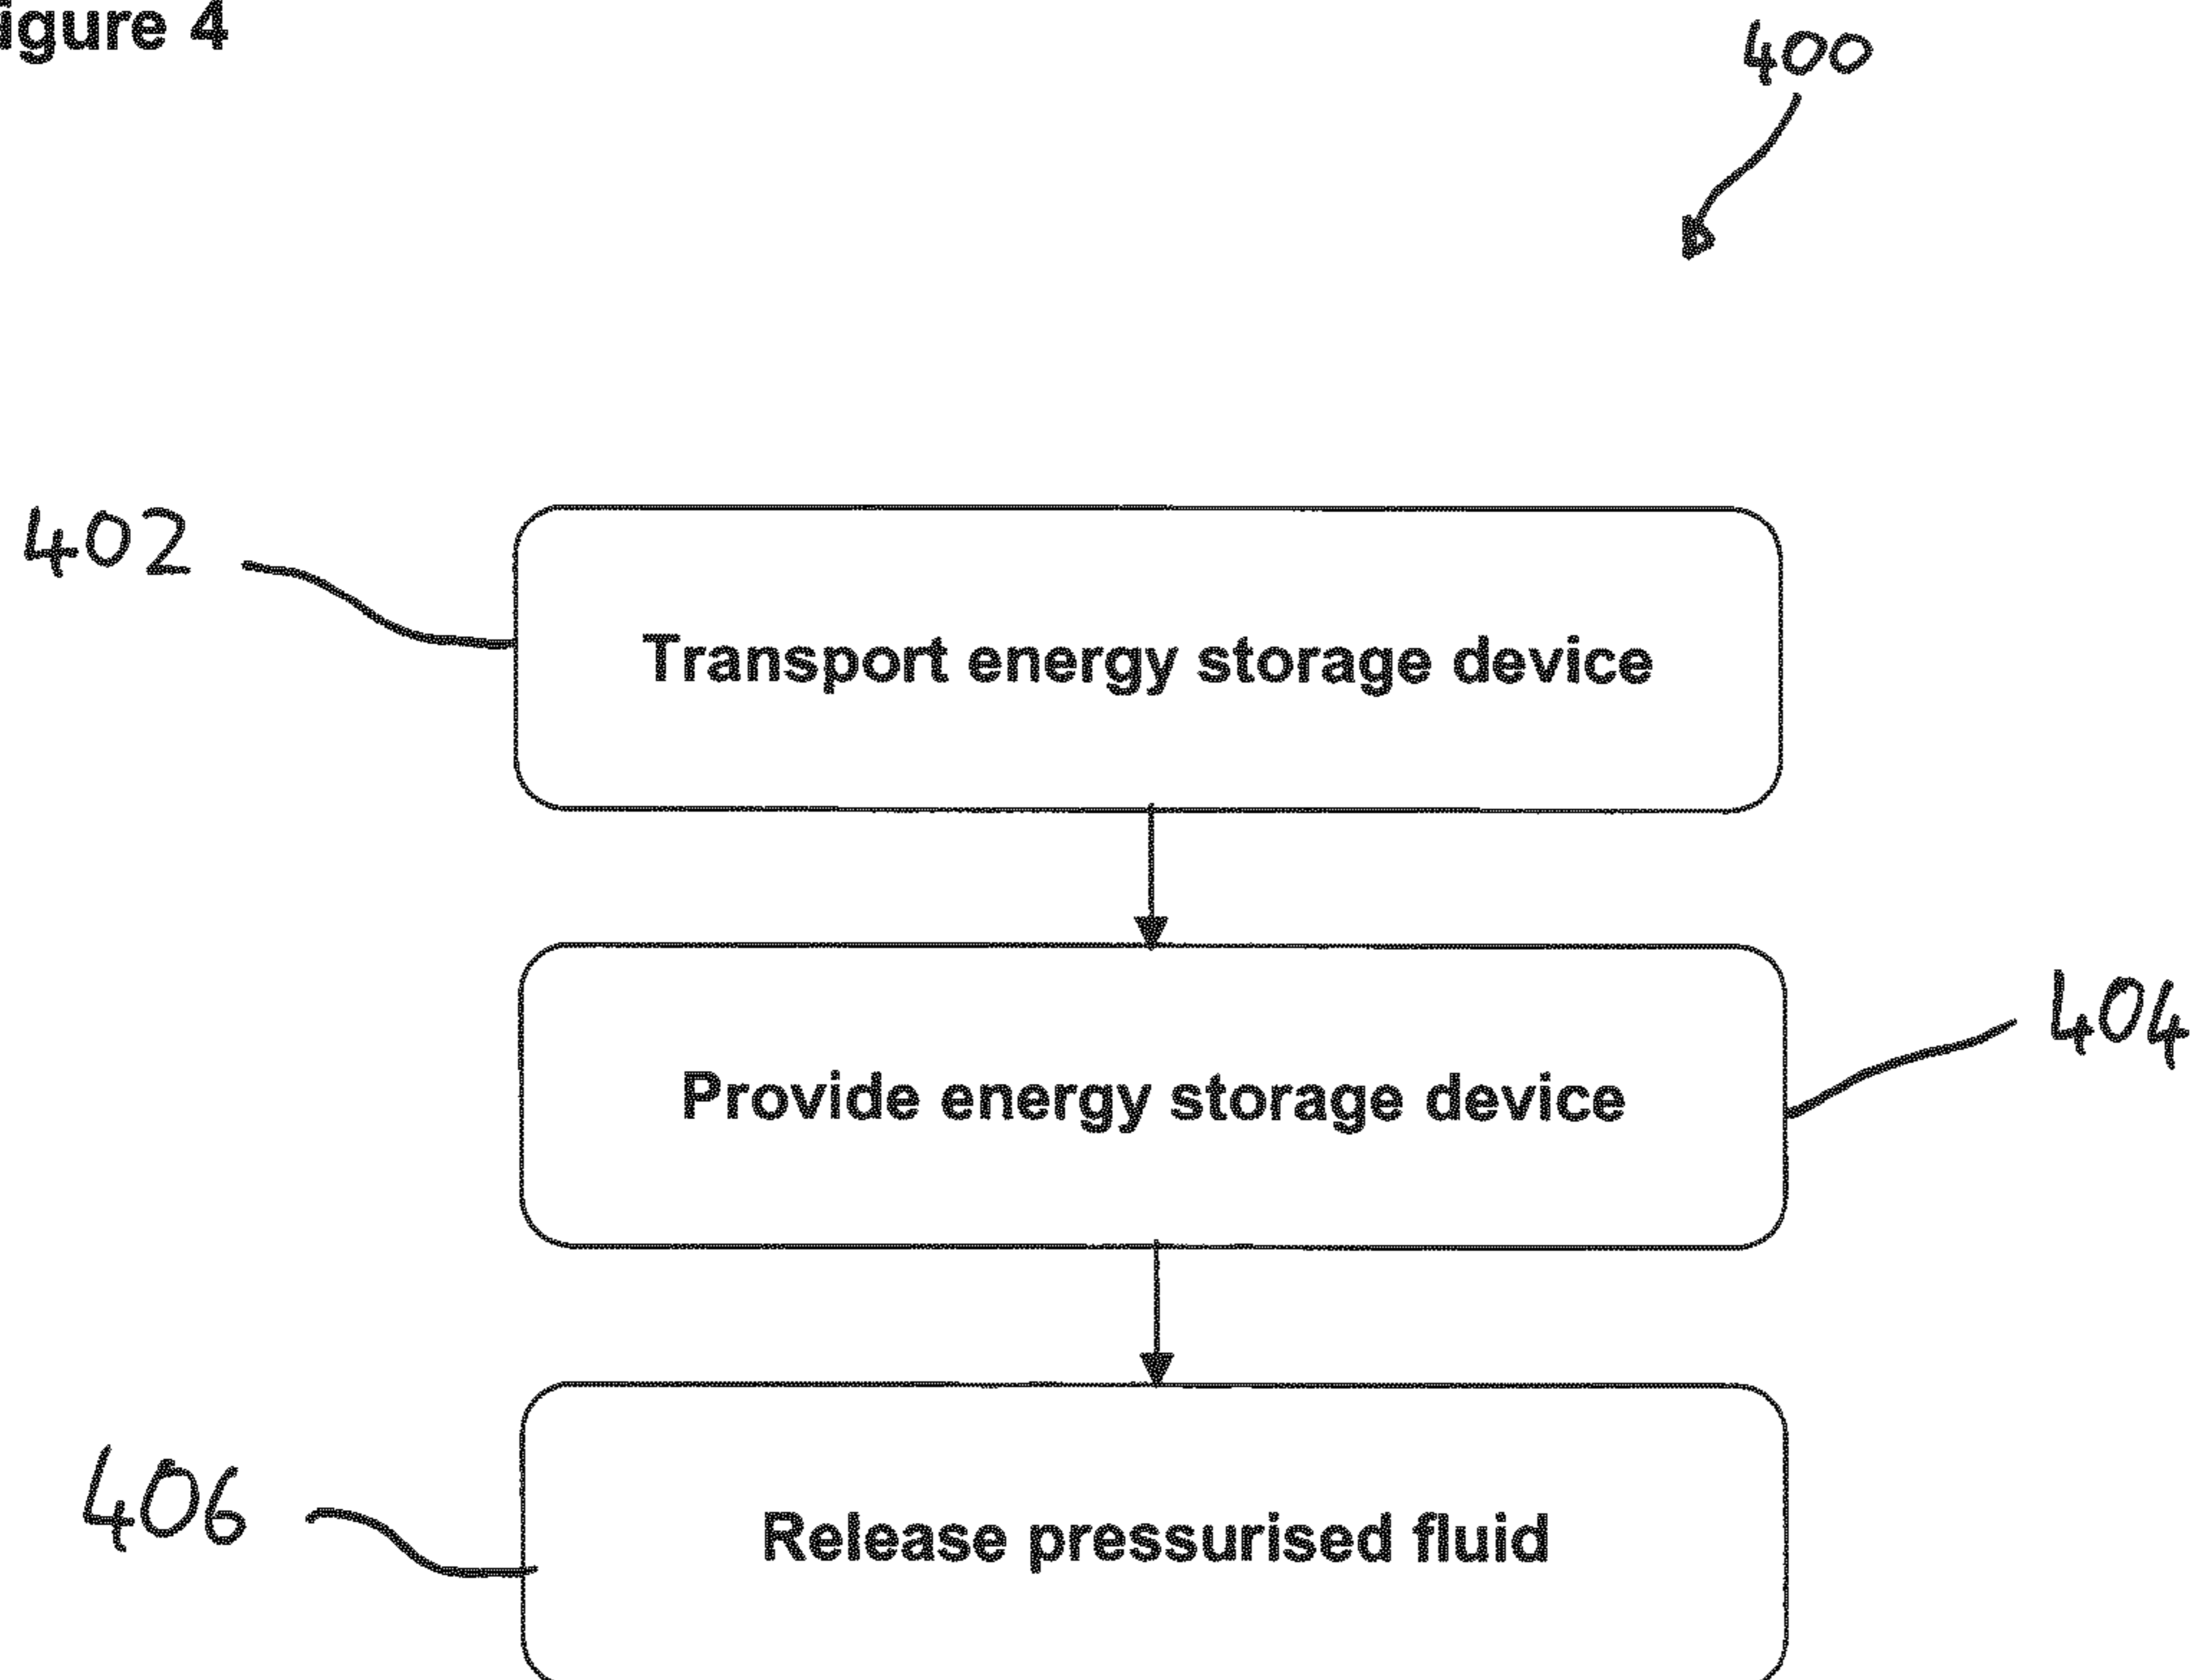 igure 4
400
402
Transport energy storage device
Provide energy storage device
404
406
Release pressurised fluid